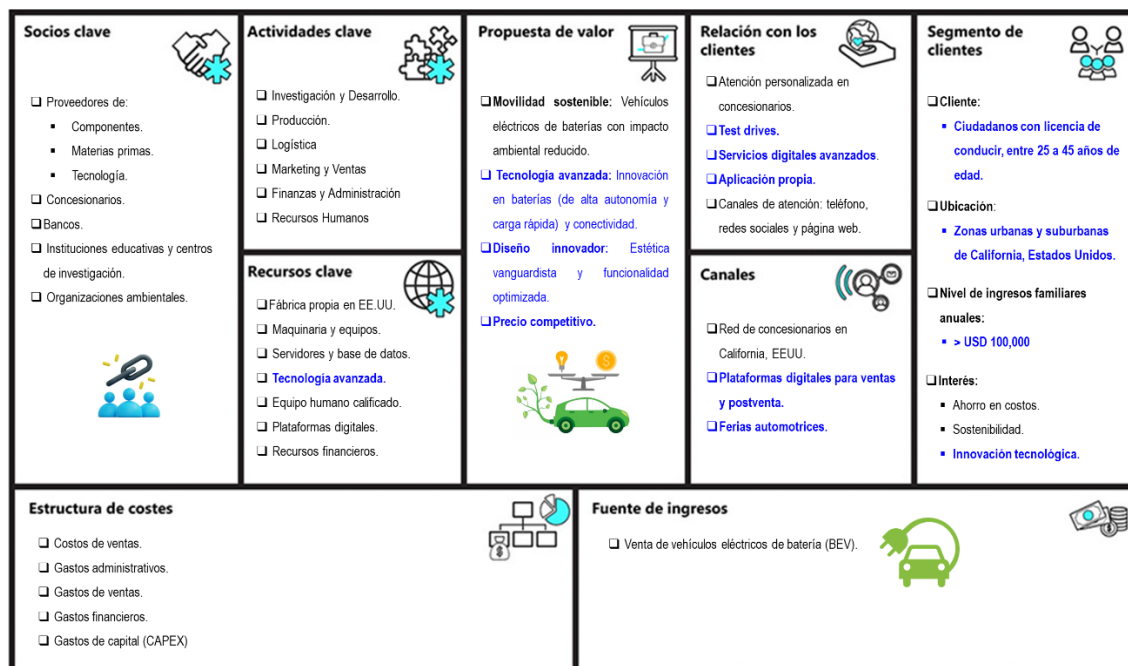 Socios clave
❑ Proveedores de:
▪ Componentes.
▪ Materias primas.
▪ Tecnología.
❑ Concesionarios.
❑Bancos.
❑ Instituciones educativas y centros
de investigación.
❑ Organizaciones ambientales.
Actividades clave
❑ Investigación y Desarrollo.
❑ Producción.
❑ Logística
❑ Marketing y Ventas
❑ Finanzas y Administración
❑ Recursos Humanos
Recursos clave
❑Fábrica propia en EE.UU.
❑ Maquinaria y equipos.
❑ Servidores y base de datos.
❑ Tecnología avanzada.
❑ Equipo humano calificado.
❑ Plataformas digitales.
❑ Recursos financieros.
Propuesta de valor
❑Movilidad sostenible: Vehículos
eléctricos de baterías con impacto
ambiental reducido.
❑ Tecnología avanzada: Innovación
en baterías (de alta autonomía y
carga rápida) y conectividad.
❑Diseño innovador: Estética
vanguardista y funcionalidad
optimizada.
❑Precio competitivo.
Relación con los
clientes
❑Atención personalizada en
concesionarios.
❑Test drives.
❑Servicios digitales avanzados.
❑Aplicación propia.
❑Canales de atención: teléfono,
redes sociales y página web.
Canales
❑Red de concesionarios en
California, EEUU.
❑Plataformas digitales para ventas
y postventa.
❑Ferias automotrices.
Segmento de
clientes
❑Cliente:
▪ Ciudadanos con licencia de
conducir, entre 25 a 45 años de
edad.
❑Ubicación:
▪ Zonas urbanas y suburbanas
de California, Estados Unidos.
❑Nivel de ingresos familiares
anuales:
▪ > USD 100,000
❑Interés:
▪ Ahorro en costos.
▪ Sostenibilidad.
▪ Innovación tecnológica.
Estructura de costes
❑ Costos de ventas.
❑ Gastos administrativos.
❑ Gastos de ventas.
❑ Gastos financieros.
❑ Gastos de capital (CAPEX)
Fuente de ingresos
❑ Venta de vehículos eléctricos de batería (BEV).